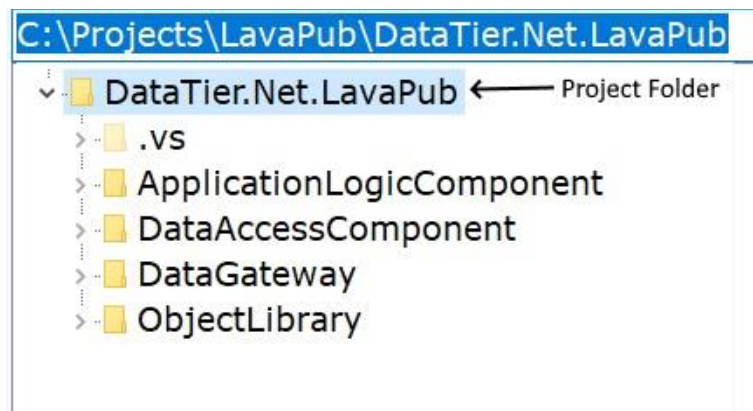 C:\Projects\LavaPub\DataTier.Net.LavaPub
DataTier.Net.LavaPub Project Folder
.vs
ApplicationLogicComponent
DataAccessComponent
DataGateway
ObjectLibrary